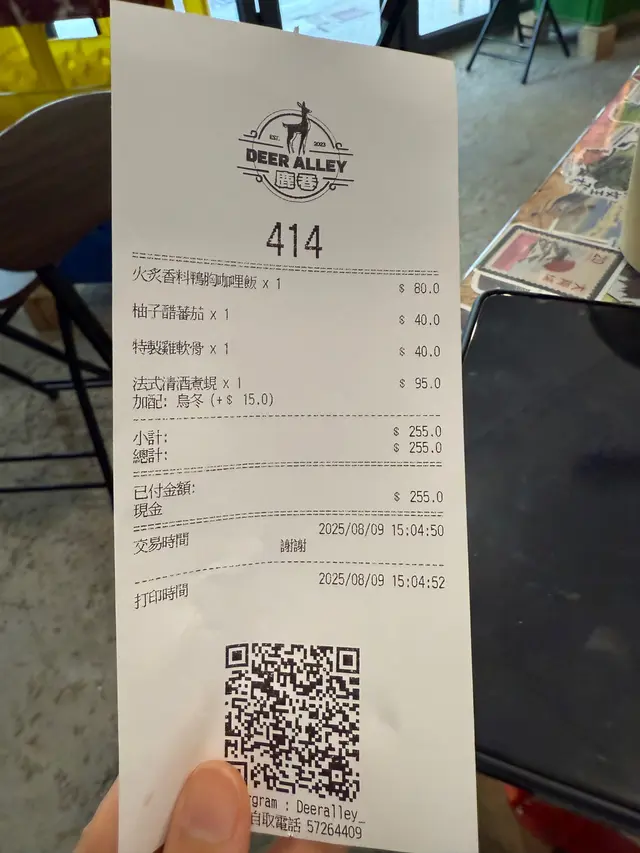 EST. 2023
DEER ALLEY
鹿巷
414
火炙香料鴨胸咖哩飯 x 1 $ 80.0
柚子醋蕃茄 x 1 $ 40.0
特製雞軟骨 x 1 $ 40.0
法式清酒煮蜆 x 1 $ 95.0
加配: 烏冬 (+$ 15.0)
小計: $ 255.0
總計: $ 255.0
已付金額:
現金 $ 255.0
交易時間 2025/08/09 15:04:50
謝謝
打印時間 2025/08/09 15:04:52
gram : Deeralley_
自取電話 57264409